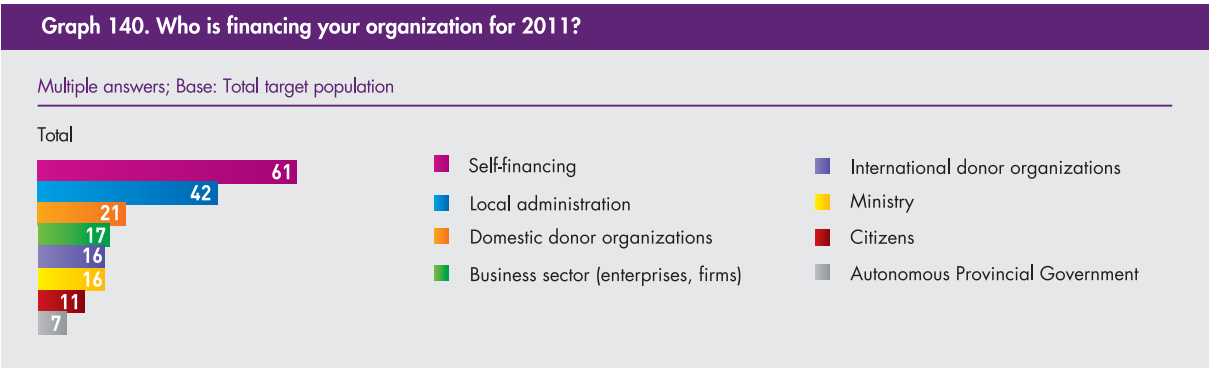 Graph 140. Who is financing your organization for 2011?
Multiple answers; Base: Total target population
Total
61
42
21
17
16
16
11
7
Self-financing
Local administration
Domestic donor organizations
Business sector (enterprises, firms)
International donor organizations
Ministry
Citizens
Autonomous Provincial Government